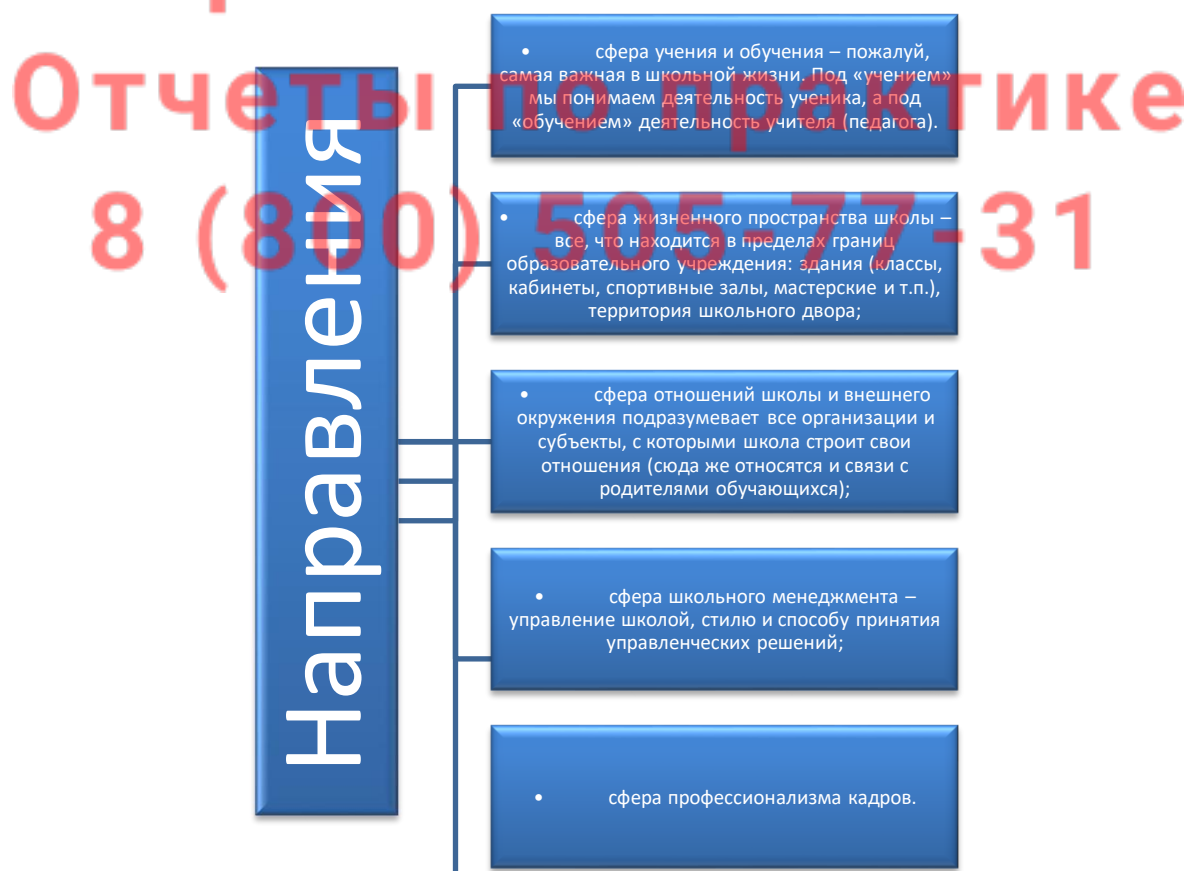 Отчеты по практике
8 (800) 505-77-31
Направления
• сфера учения и обучения – пожалуй,
самая важная в школьной жизни. Под «учением»
мы понимаем деятельность ученика, а под
«обучением» деятельность учителя (педагога).
• сфера жизненного пространства школы –
все, что находится в пределах границ
образовательного учреждения: здания (классы,
кабинеты, спортивные залы, мастерские и т.п.),
территория школьного двора;
• сфера отношений школы и внешнего
окружения подразумевает все организации и
субъекты, с которыми школа строит свои
отношения (сюда же относятся и связи с
родителями обучающихся);
• сфера школьного менеджмента –
управление школой, стилю и способу принятия
управленческих решений;
• сфера профессионализма кадров.